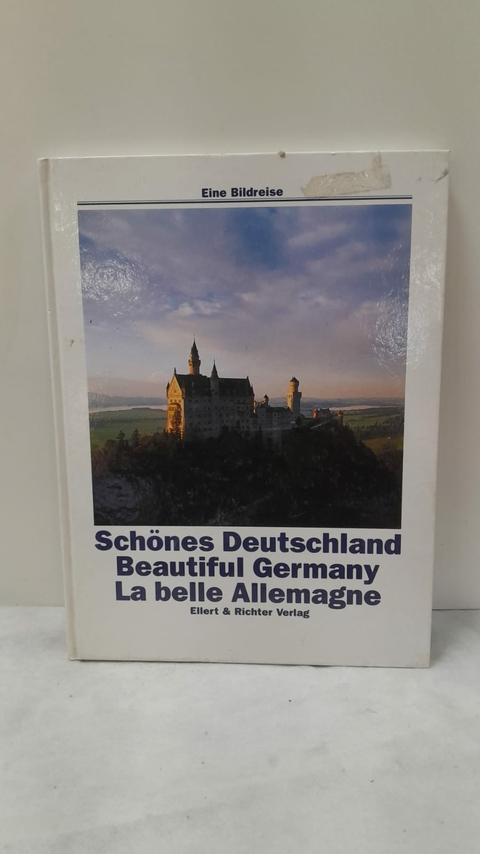 Eine Bildreise
Schönes Deutschland
Beautiful Germany
La belle Allemagne
Ellert & Richter Verlag